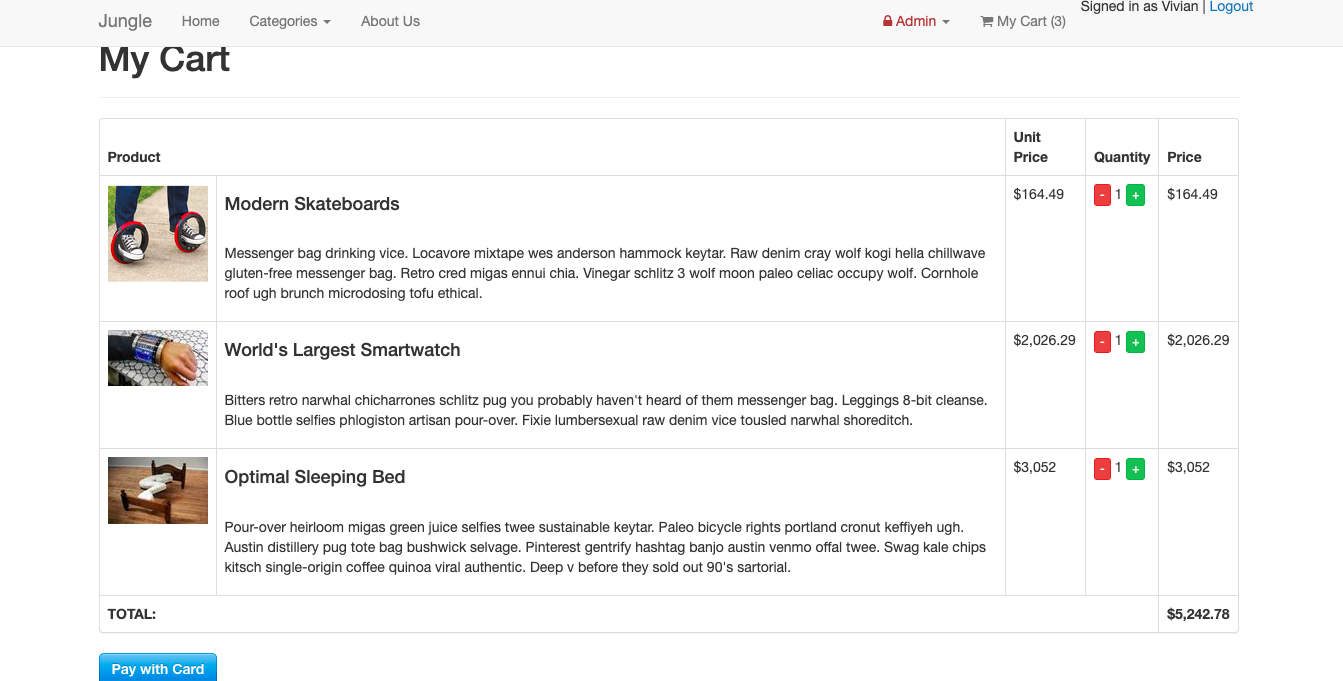 Signed in as Vivian | Logout
Jungle Home Categories About Us Admin My Cart (3)
My Cart
Product Unit Price Quantity Price
Modern Skateboards $164.49 - 1 + $164.49
Messenger bag drinking vice. Locavore mixtape wes anderson hammock keytar. Raw denim cray wolf kogi hella chillwave
gluten-free messenger bag. Retro cred migas ennui chia. Vinegar schlitz 3 wolf moon paleo celiac occupy wolf. Cornhole
roof ugh brunch microdosing tofu ethical.
World's Largest Smartwatch $2,026.29 - 1 + $2,026.29
Bitters retro narwhal chicharrones schlitz pug you probably haven't heard of them messenger bag. Leggings 8-bit cleanse.
Blue bottle selfies phlogiston artisan pour-over. Fixie lumbersexual raw denim vice tousled narwhal shoreditch.
Optimal Sleeping Bed $3,052 - 1 + $3,052
Pour-over heirloom migas green juice selfies twee sustainable keytar. Paleo bicycle rights portland cronut keffiyeh ugh.
Austin distillery pug tote bag bushwick selvage. Pinterest gentrify hashtag banjo austin venmo offal twee. Swag kale chips
kitsch single-origin coffee quinoa viral authentic. Deep v before they sold out 90's sartorial.
TOTAL: $5,242.78
Pay with Card